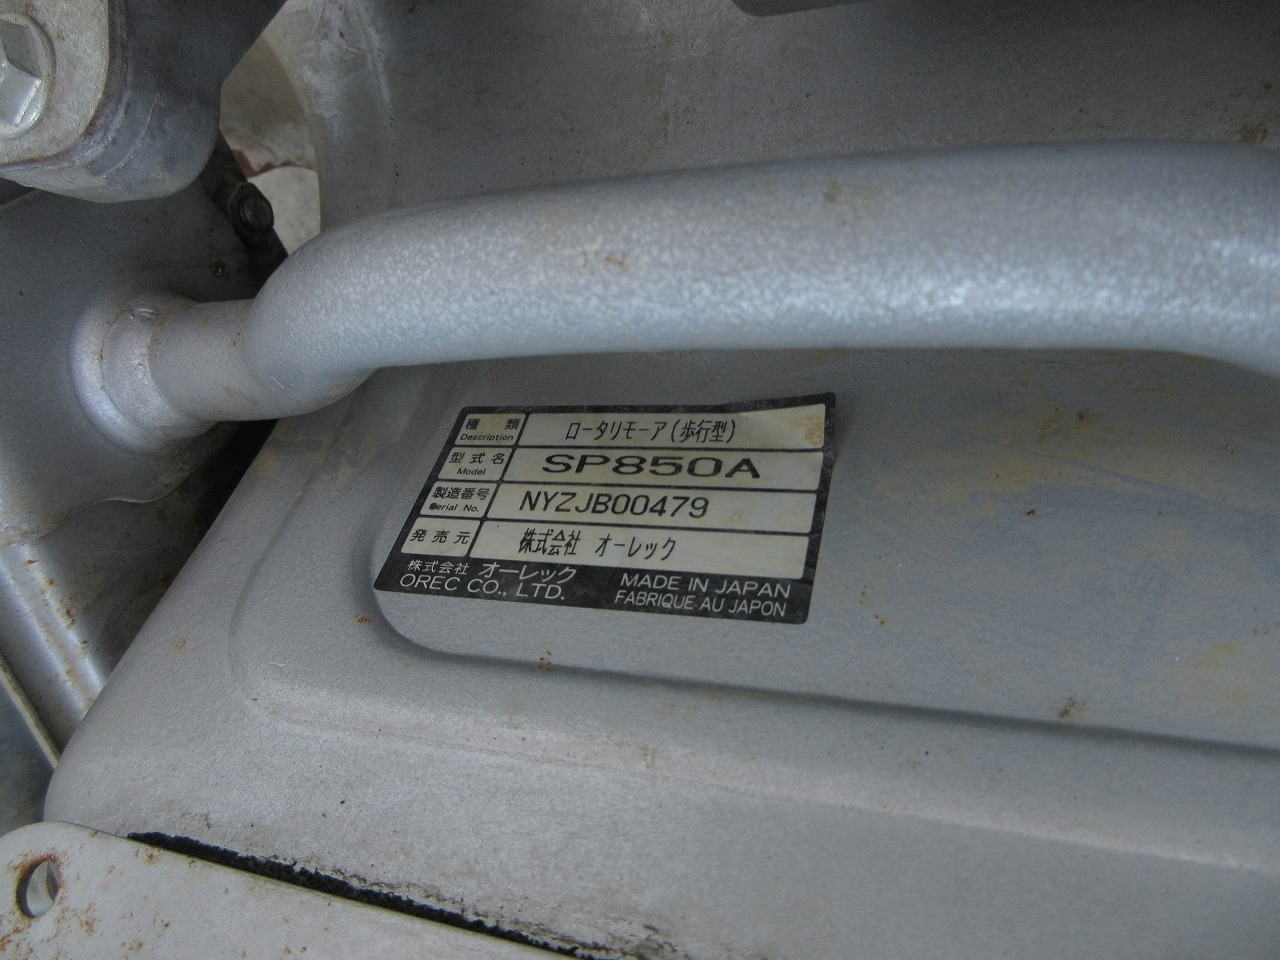 種類 ロータリモーア(歩行型)
Description
型式名 SP850A
Model
製造番号 NYZJB00479
Serial No.
発売元 株式会社 オーレック
株式会社 オーレック
OREC CO., LTD.
MADE IN JAPAN
FABRIQUE AU JAPON